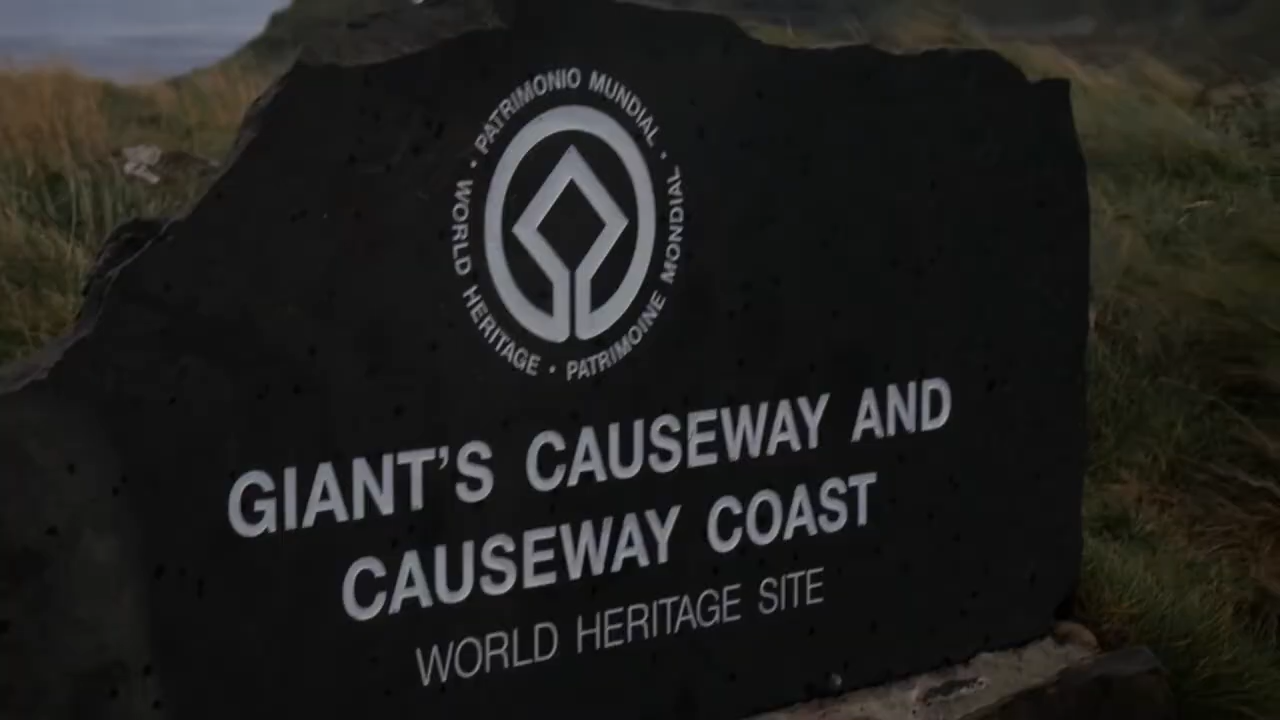 PATRIMONIO MUNDIAL • WORLD HERITAGE • PATRIMOINE MONDIAL •
GIANT'S CAUSEWAY AND
CAUSEWAY COAST
WORLD HERITAGE SITE